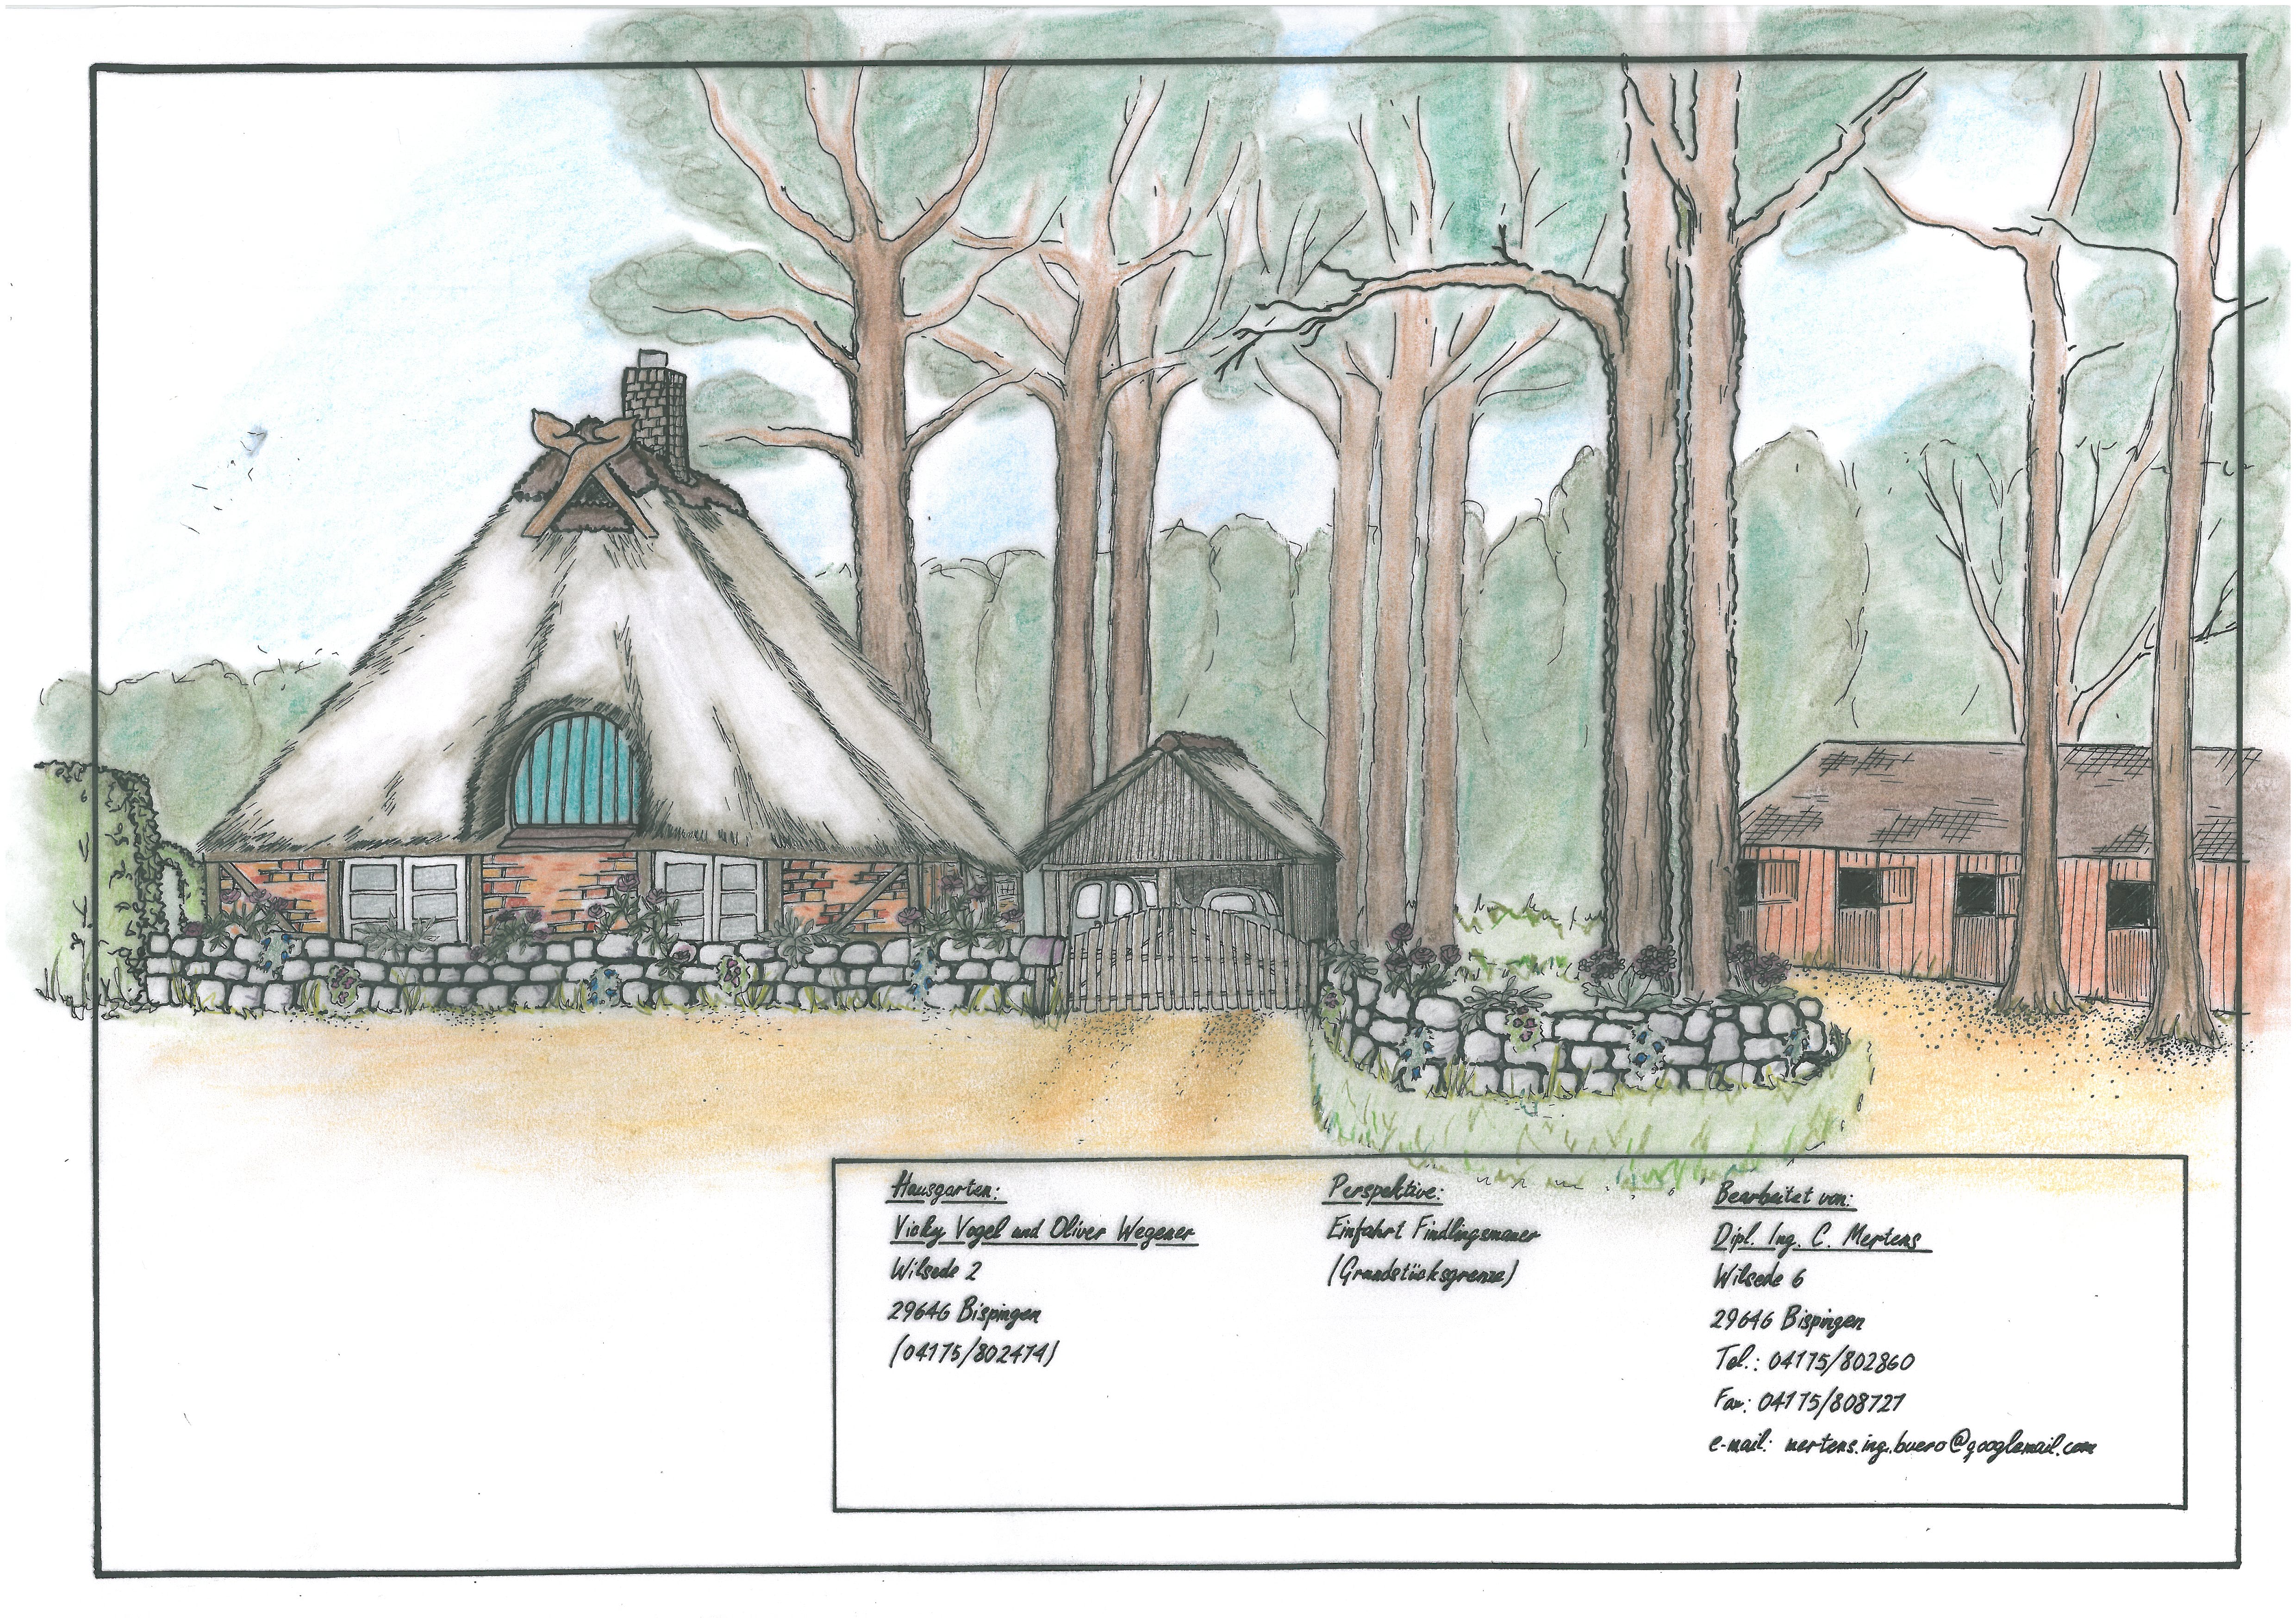 Hausgarten:
Vicky Vogel und Oliver Wegener
Wilsede 2
29646 Bispingen
(04175/802474)
Perspektive:
Einfahrt Findlingsmauer
(Grundstücksgrenze)
Bearbeitet von:
Dipl. Ing. C. Mertens
Wilsede 6
29646 Bispingen
Tel.: 04175/802860
Fax: 04175/808727
e-mail: mertens.ing.buero@googlemail.com